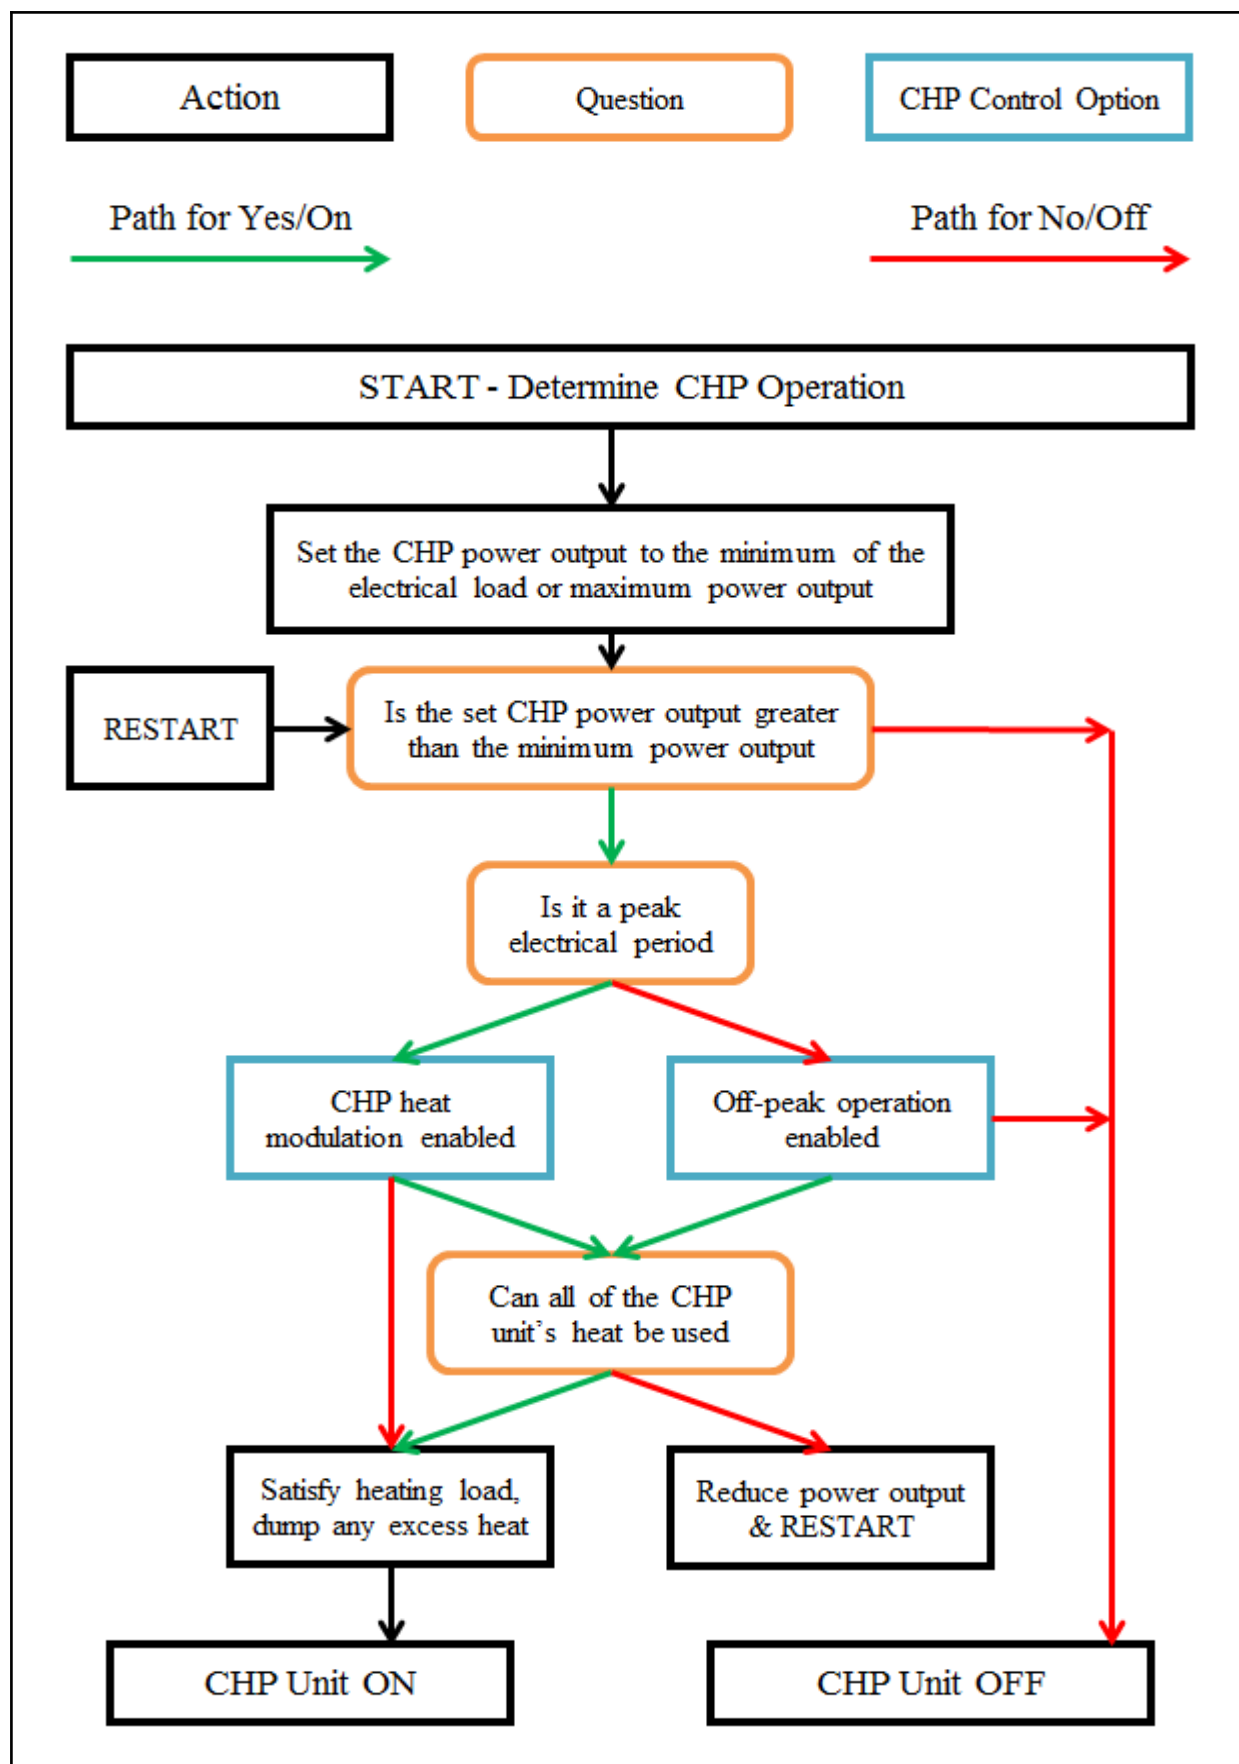 Action
Question
CHP Control Option
Path for Yes/On
Path for No/Off
START - Determine CHP Operation
Set the CHP power output to the minimum of the
electrical load or maximum power output
RESTART
Is the set CHP power output greater
than the minimum power output
Is it a peak
electrical period
CHP heat
modulation enabled
Off-peak operation
enabled
Can all of the CHP
unit's heat be used
Satisfy heating load,
dump any excess heat
Reduce power output
& RESTART
CHP Unit ON
CHP Unit OFF